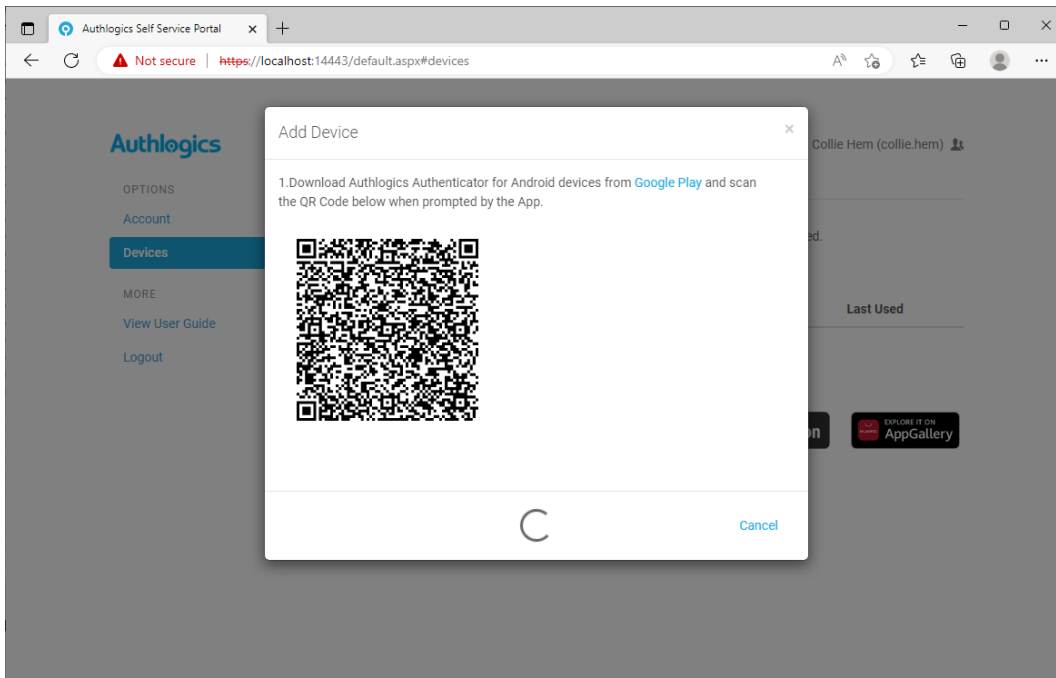 Authlogics Self Service Portal
Not secure | https://localhost:14443/default.aspx#devices
Authlogics
Collie Hem (collie.hem)
OPTIONS
Account
Devices
MORE
View User Guide
Logout
Add Device
1.Download Authlogics Authenticator for Android devices from Google Play and scan
the QR Code below when prompted by the App.
Cancel
ed.
Last Used
on
EXPLORE IT ON
AppGallery